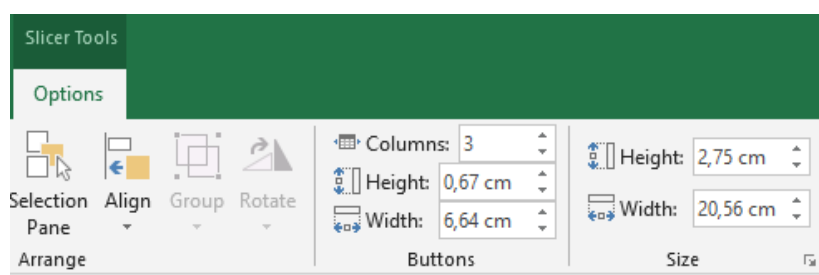 Slicer Tools
Options
Selection Pane
Align
Group
Rotate
Arrange
Columns: 3
Height: 0,67 cm
Width: 6,64 cm
Buttons
Height: 2,75 cm
Width: 20,56 cm
Size